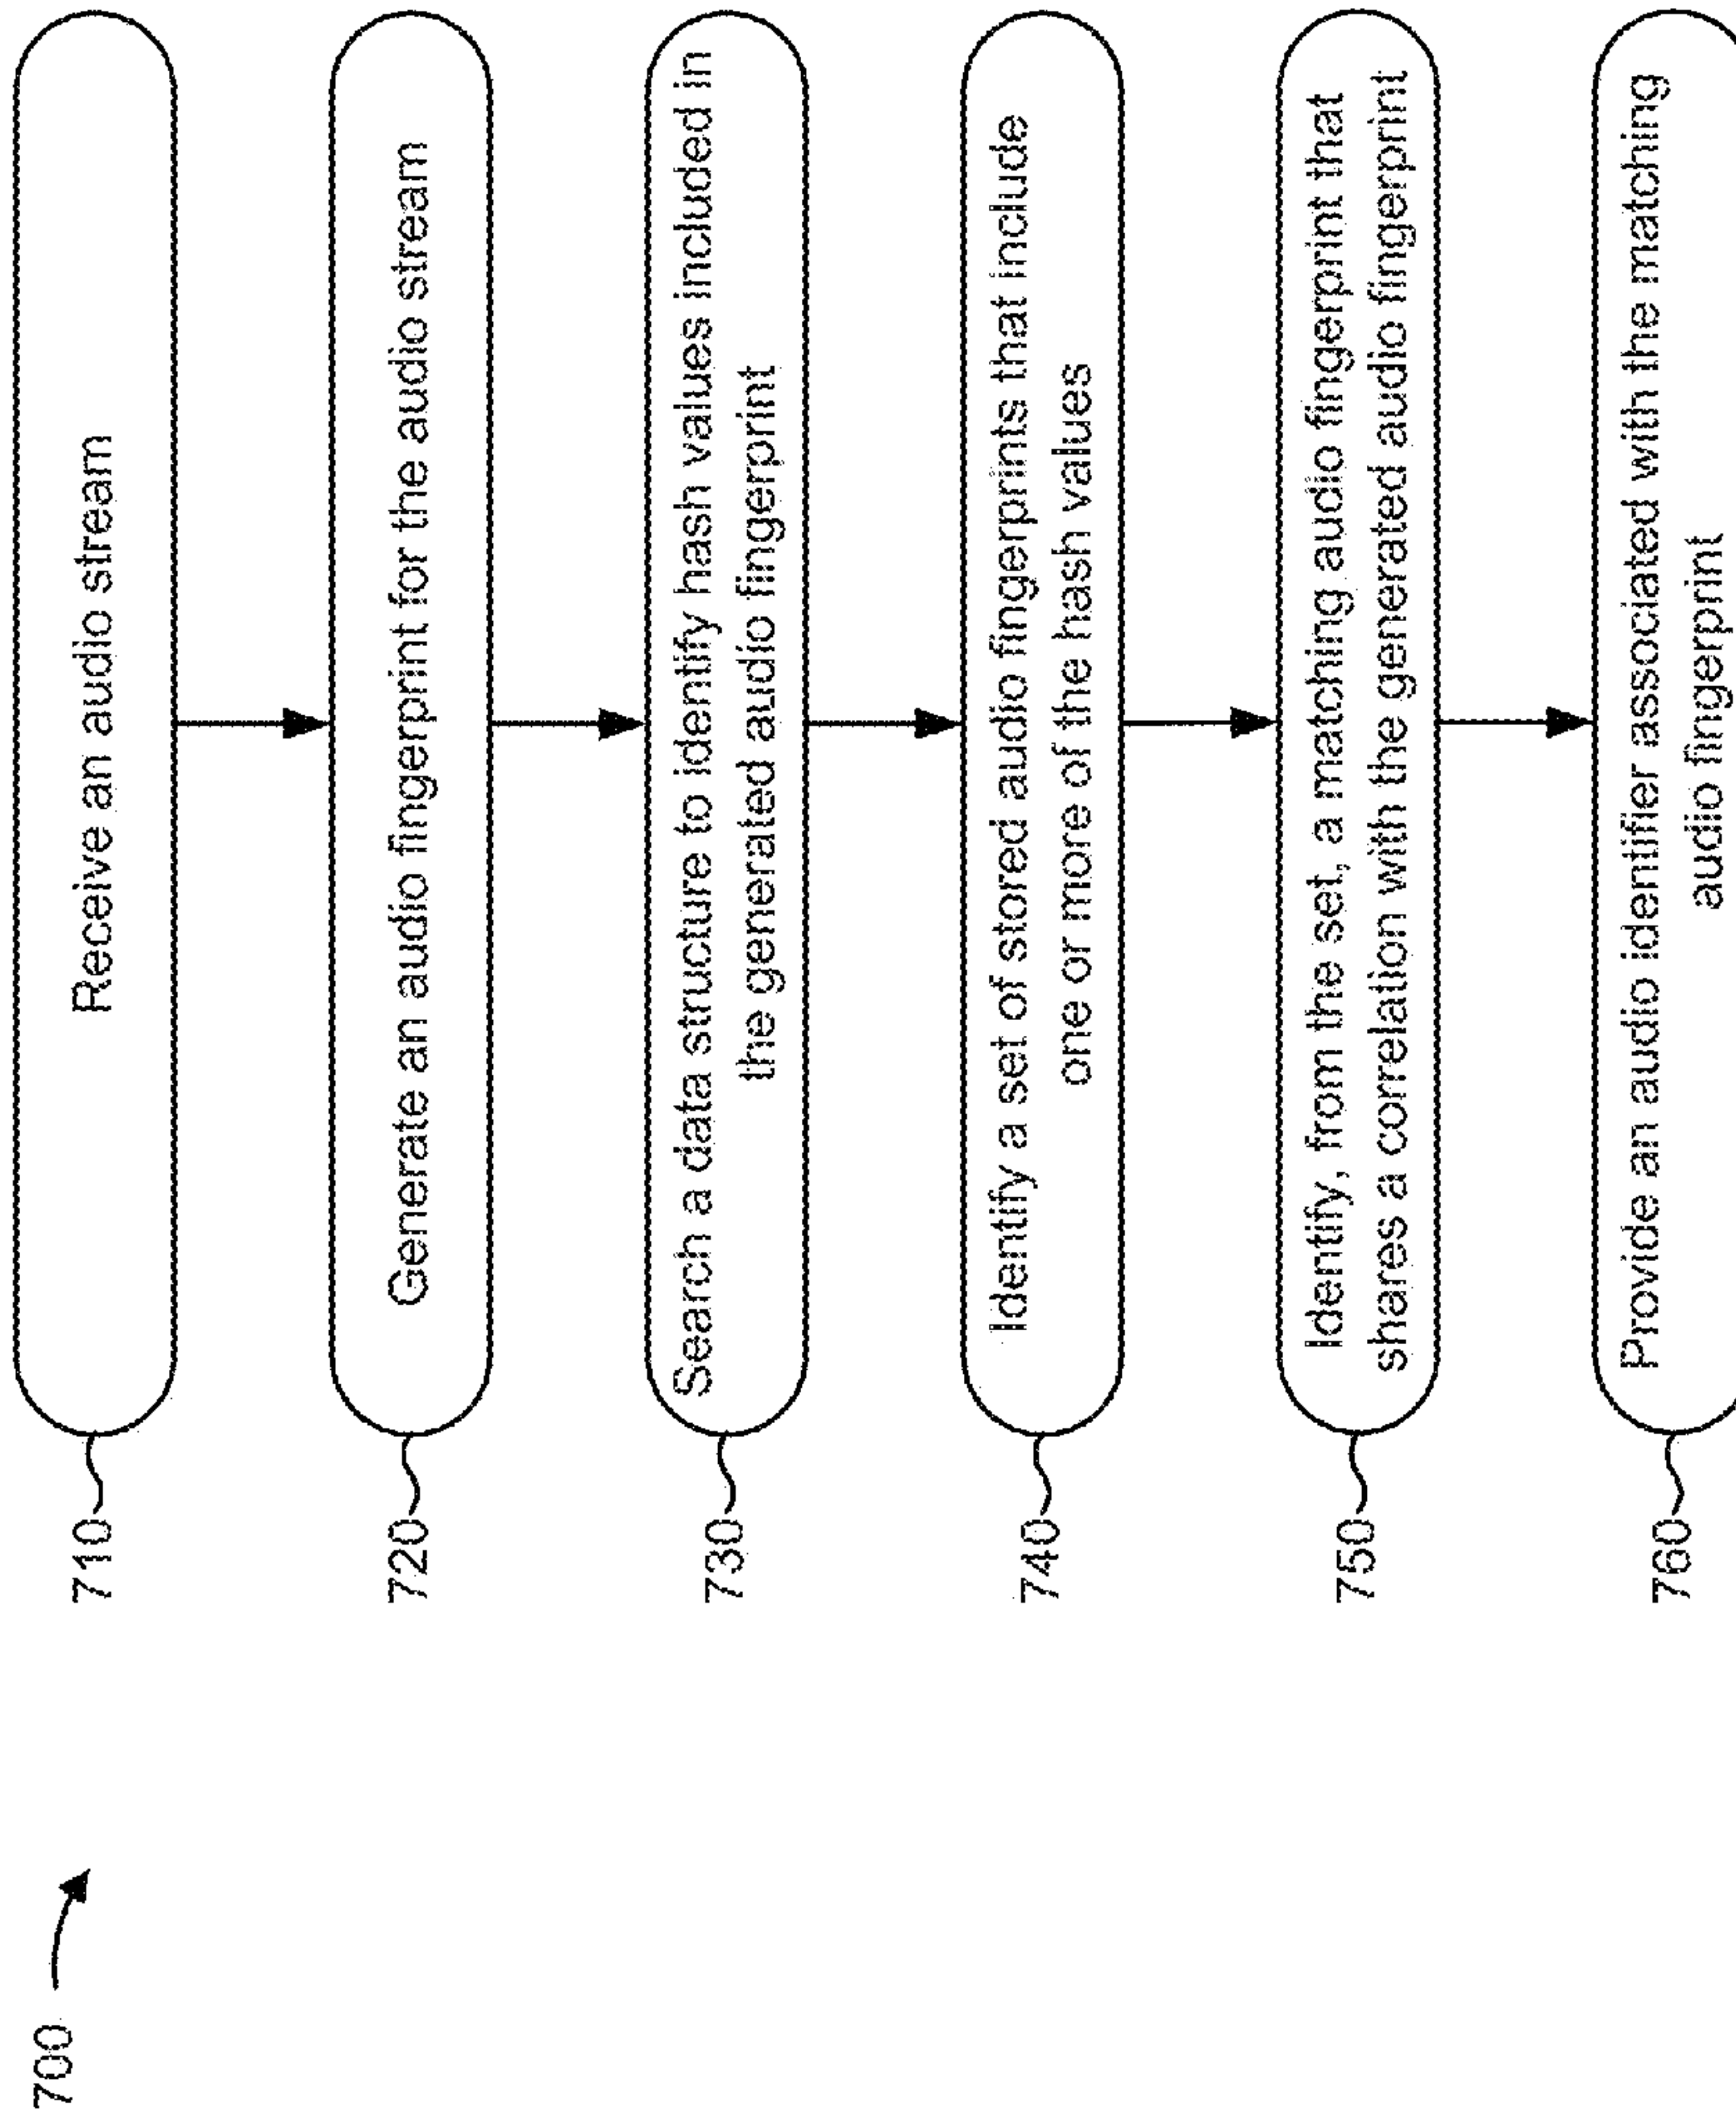 700
710
Receive an audio stream
720
Generate an audio fingerprint for the audio stream
730
Search a data structure to identify hash values included in
the generated audio fingerprint
740
Identify a set of stored audio fingerprints that include
one or more of the hash values
750
Identify, from the set, a matching audio fingerprint that
shares a correlation with the generated audio fingerprint
760
Provide an audio identifier associated with the matching
audio fingerprint